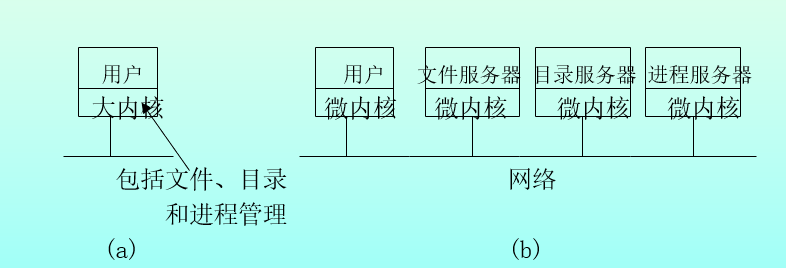 用户
大内核
包括文件、目录
和进程管理
(a)
用户 文件服务器 目录服务器 进程服务器
微内核 微内核 微内核 微内核
网络
(b)